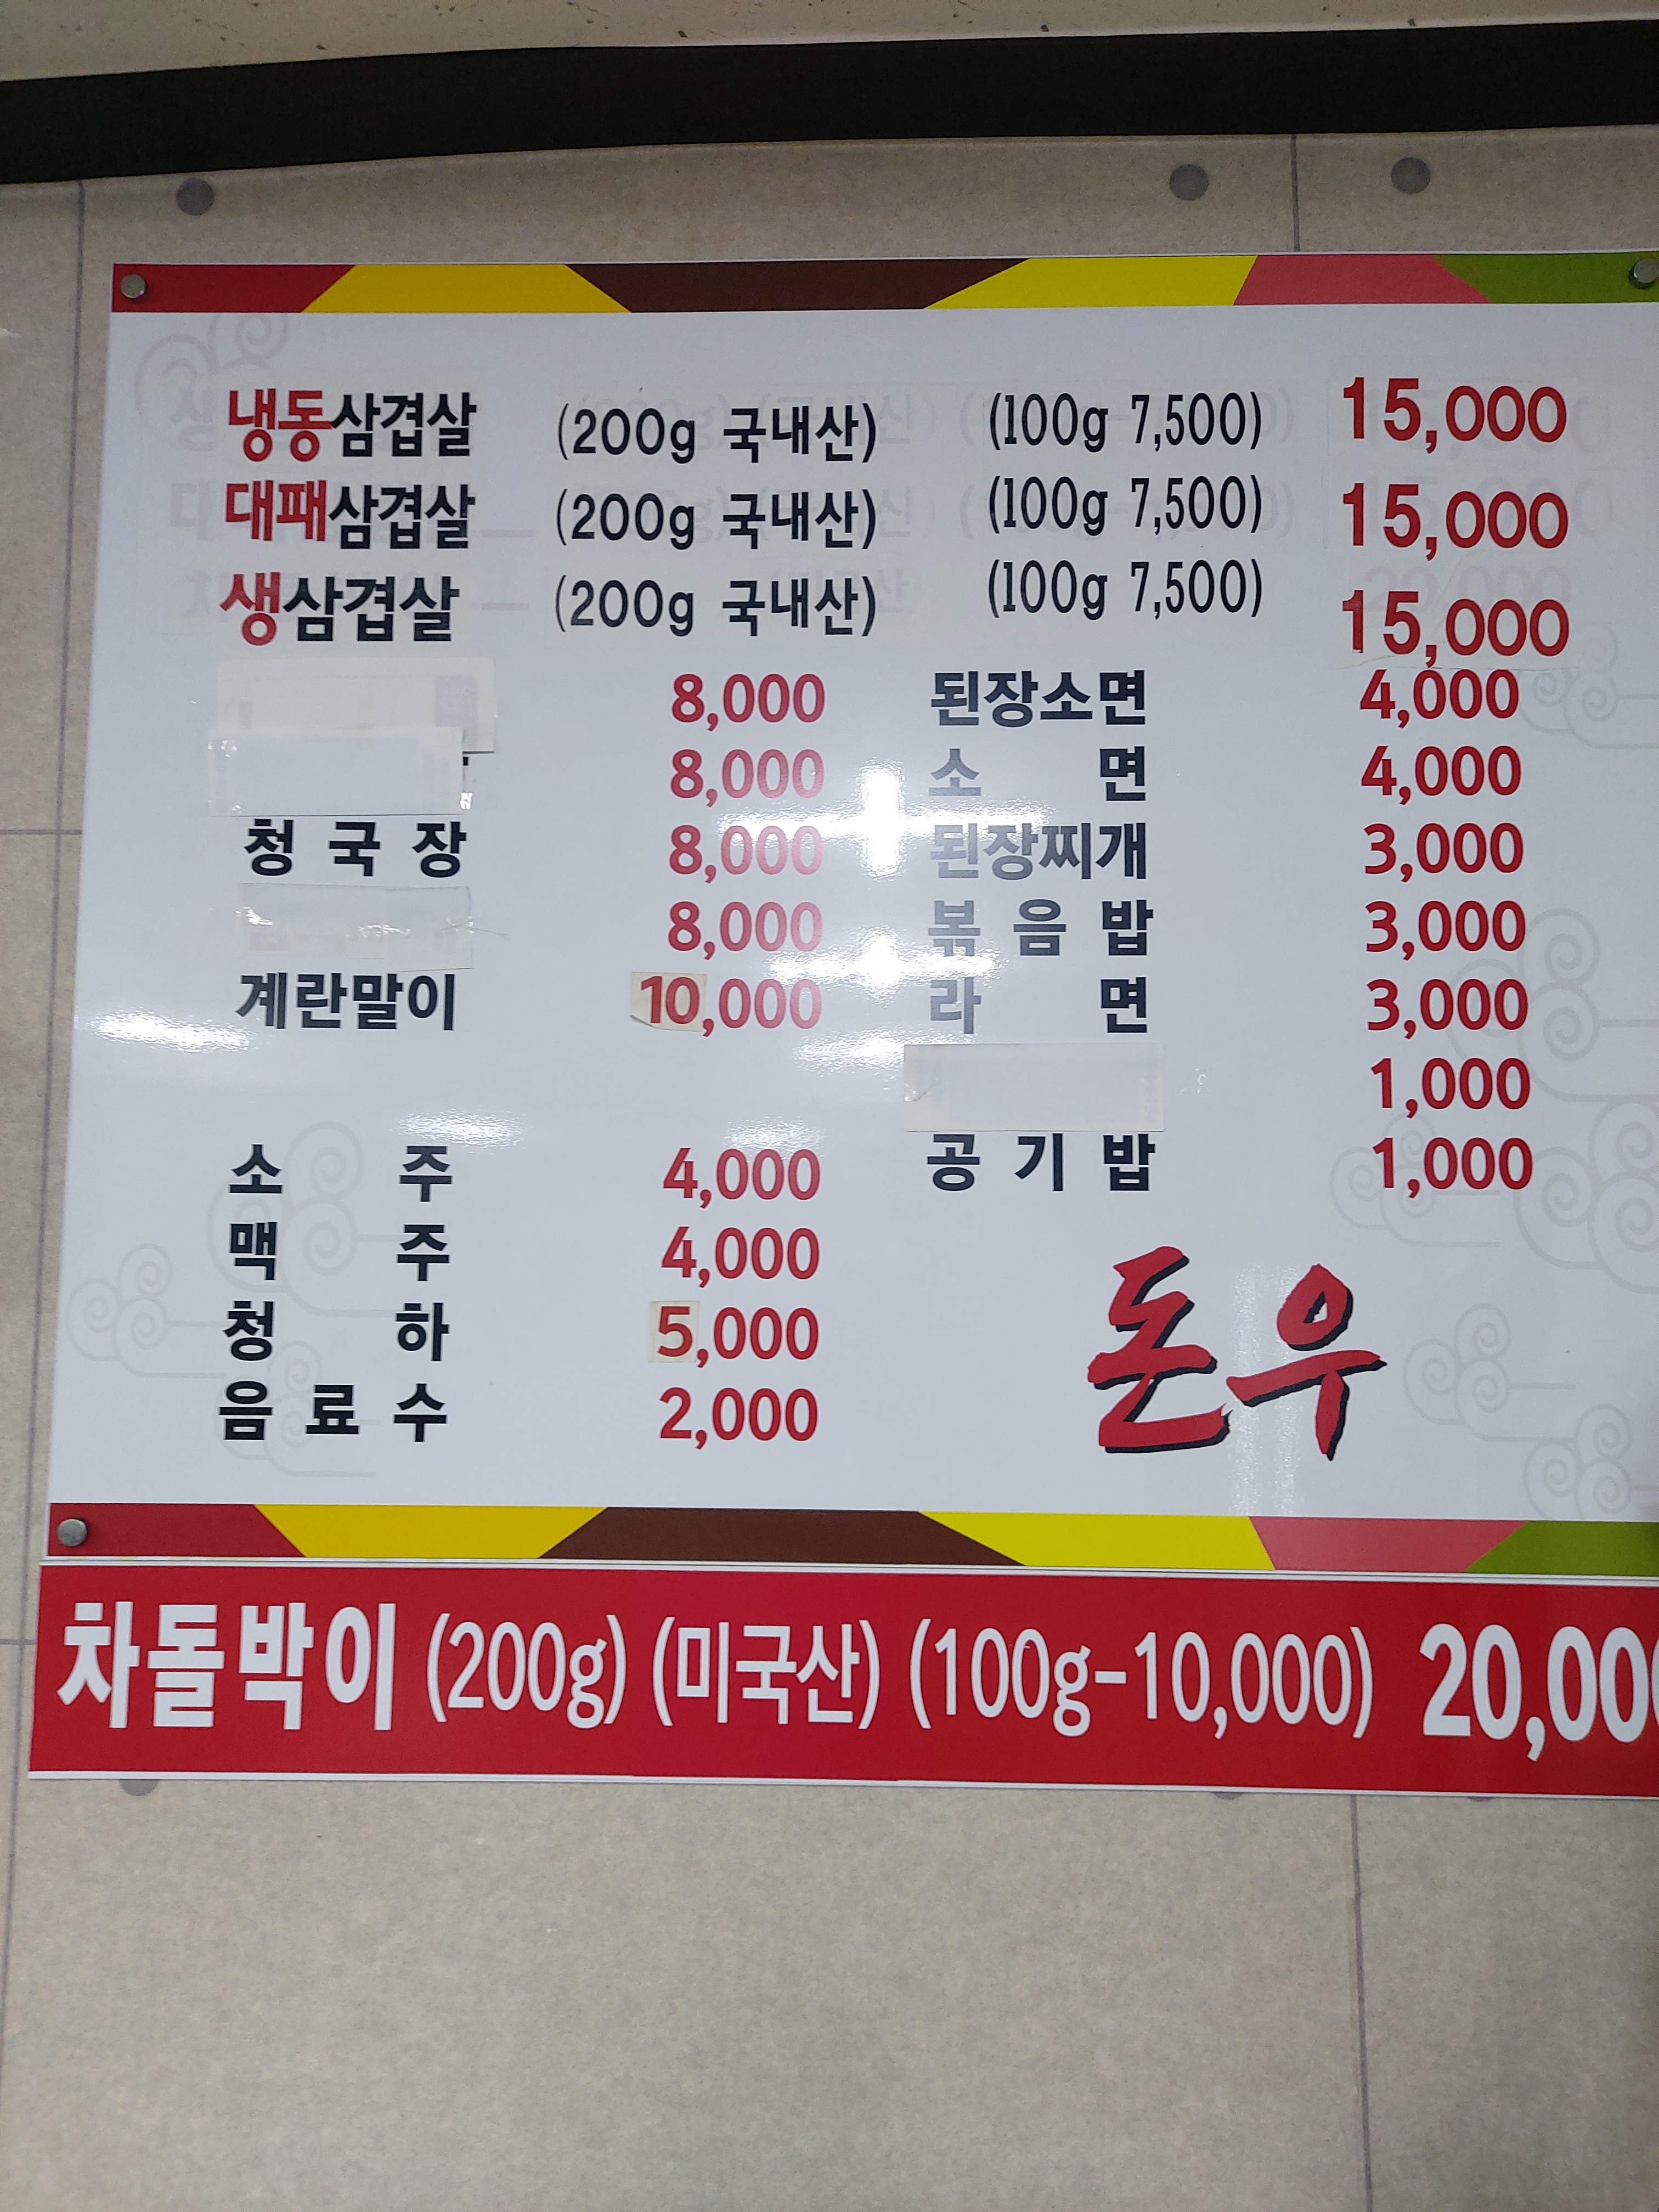 냉동삼겹살 (200g 국내산) (100g 7,500) 15,000
대패삼겹살 (200g 국내산) (100g 7,500) 15,000
생삼겹살 (200g 국내산) (100g 7,500) 15,000
8,000
8,000
청국장 8,000
8,000
계란말이 10,000
소주 4,000
맥주 4,000
청하 5,000
음료수 2,000
된장소면 4,000
소면 4,000
된장찌개 3,000
볶음밥 3,000
라면 3,000
1,000
공기밥 1,000
돈우
차돌박이 (200g) (미국산) (100g-10,000) 20,00